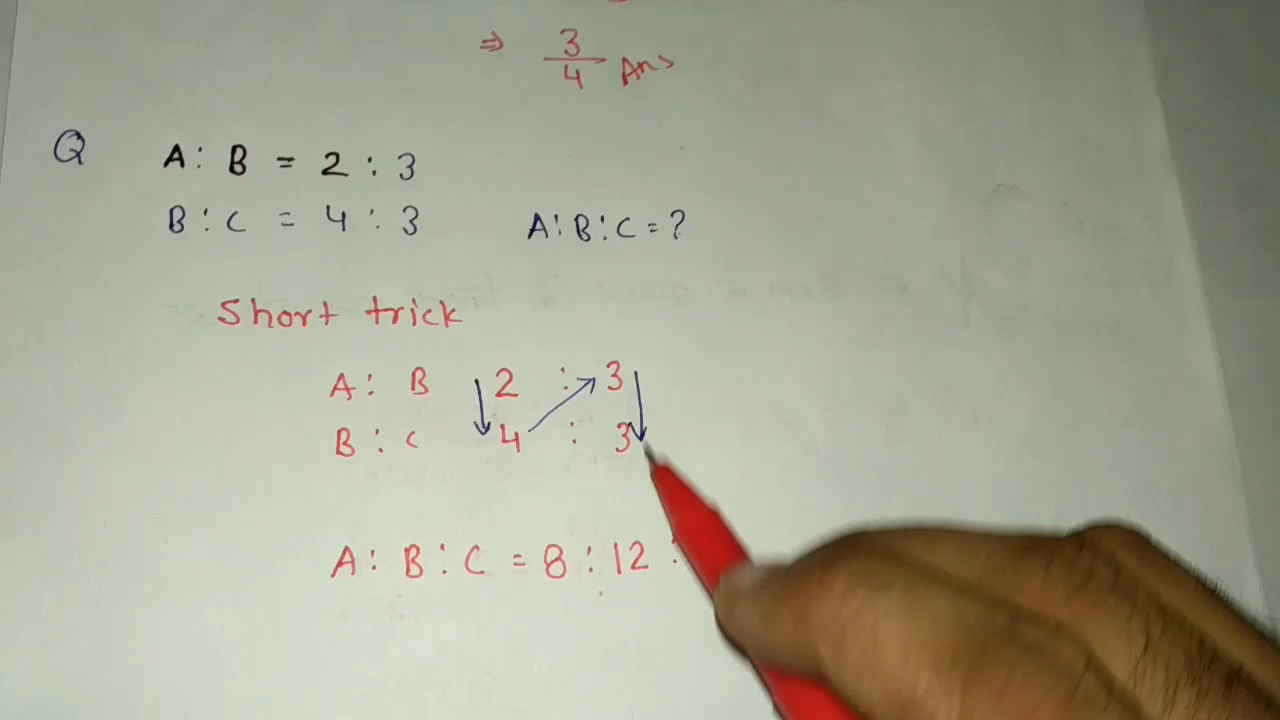 ⇒ 3/4 Ans
Q A : B = 2 : 3
B : C = 4 : 3 A : B : C = ?
Short trick
A : B 2 : 3
B : C 4 : 3
A : B : C = 8 : 12 :